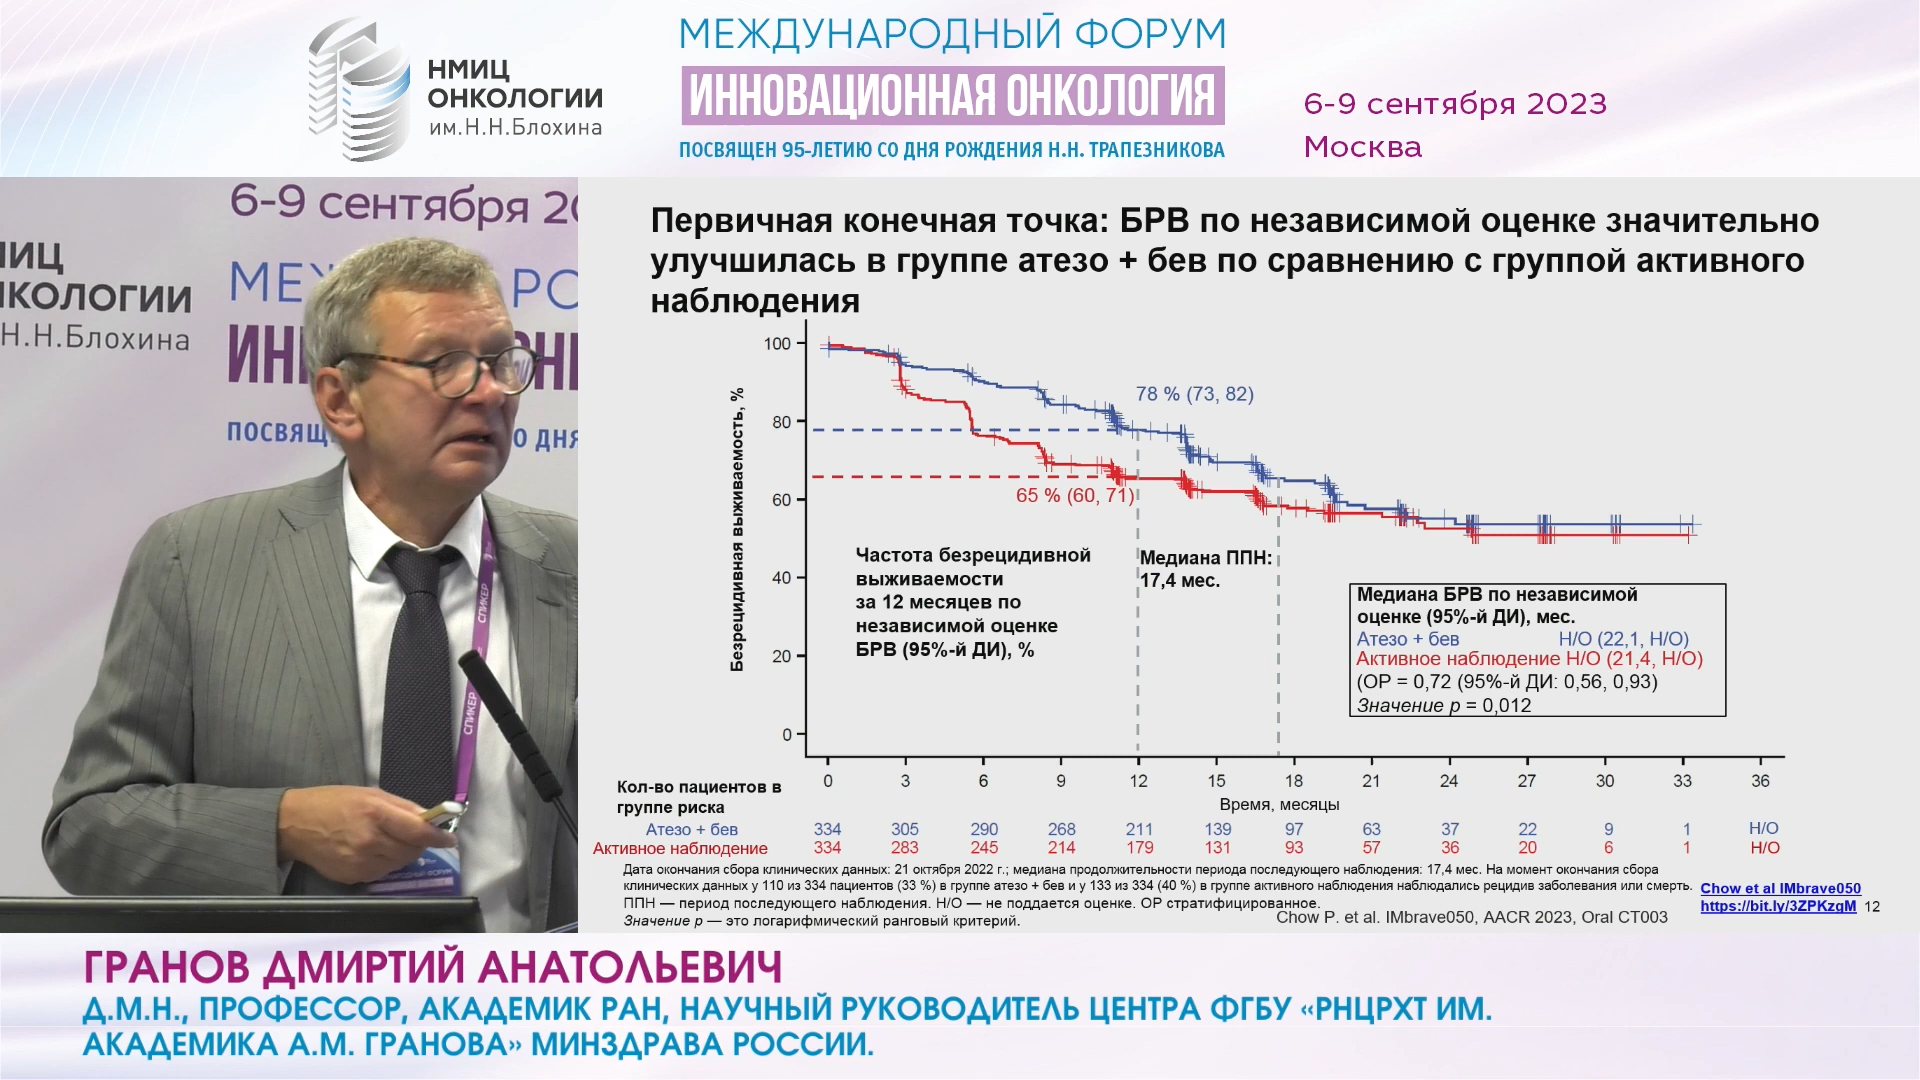 НМИЦ
ОНКОЛОГИИ
им.Н.Н.Блохина
МЕЖДУНАРОДНЫЙ ФОРУМ
ИННОВАЦИОННАЯ ОНКОЛОГИЯ
ПОСВЯЩЕН 95-ЛЕТИЮ СО ДНЯ РОЖДЕНИЯ Н.Н. ТРАПЕЗНИКОВА
6-9 сентября 2023
Москва
6-9 сентября 20
МИЦ
НКОЛОГИИ
Н.Н.Блохина
МЕЖ РО
ИН ОНН
ПОСВЯЩ О ДНЯ
СПИКЕР
СПИКЕР
Первичная конечная точка: БРВ по независимой оценке значительно
улучшилась в группе атезо + бев по сравнению с группой активного
наблюдения
Безрецидивная выживаемость, %
100
80
60
40
20
0
78 % (73, 82)
65 % (60, 71)
Частота безрецидивной
выживаемости
за 12 месяцев по
независимой оценке
БРВ (95%-й ДИ), %
Медиана ППН:
17,4 мес.
Медиана БРВ по независимой
оценке (95%-й ДИ), мес.
Атезо + бев Н/О (22,1, Н/О)
Активное наблюдение Н/О (21,4, Н/О)
(ОР = 0,72 (95%-й ДИ: 0,56, 0,93)
Значение р = 0,012
0 3 6 9 12 15 18 21 24 27 30 33 36
Время, месяцы
Кол-во пациентов в
группе риска
Атезо + бев 334 305 290 268 211 139 97 63 37 22 9 1 Н/О
Активное наблюдение 334 283 245 214 179 131 93 57 36 20 6 1 Н/О
Дата окончания сбора клинических данных: 21 октября 2022 г.; медиана продолжительности периода последующего наблюдения: 17,4 мес. На момент окончания сбора
клинических данных у 110 из 334 пациентов (33 %) в группе атезо + бев и у 133 из 334 (40 %) в группе активного наблюдения наблюдались рецидив заболевания или смерть.
ППН — период последующего наблюдения. Н/О — не поддается оценке. ОР стратифицированное.
Значение р — это логарифмический ранговый критерий.
Chow P. et al. IMbrave050, AACR 2023, Oral CT003
Chow et al IMbrave050
https://bit.ly/3ZPKzqM 12
ГРАНОВ ДМИРТИЙ АНАТОЛЬЕВИЧ
Д.М.Н., ПРОФЕССОР, АКАДЕМИК РАН, НАУЧНЫЙ РУКОВОДИТЕЛЬ ЦЕНТРА ФГБУ «РНЦРХТ ИМ.
АКАДЕМИКА А.М. ГРАНОВА» МИНЗДРАВА РОССИИ.